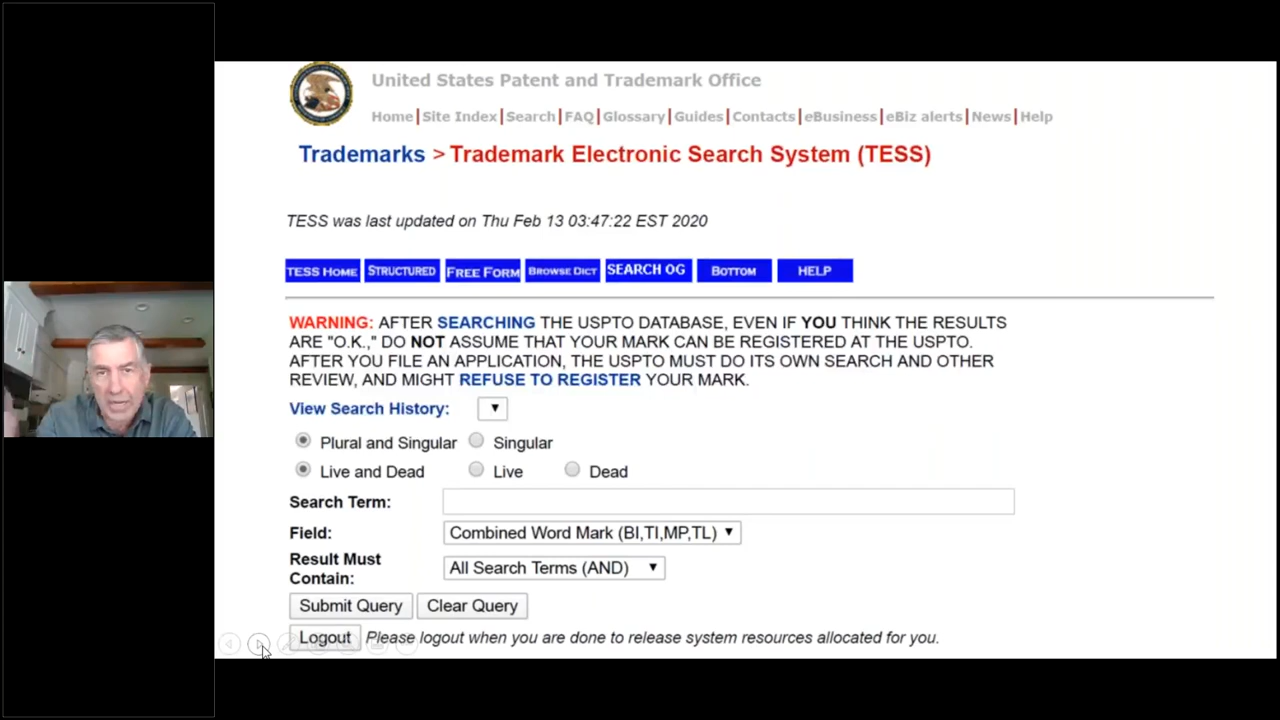 United States Patent and Trademark Office
Home|Site Index|Search|FAQ|Glossary|Guides|Contacts|eBusiness|eBiz alerts|News|Help
Trademarks > Trademark Electronic Search System (TESS)
TESS was last updated on Thu Feb 13 03:47:22 EST 2020
TESS HOME STRUCTURED FREE FORM BROWSE DICT SEARCH OG BOTTOM HELP
WARNING: AFTER SEARCHING THE USPTO DATABASE, EVEN IF YOU THINK THE RESULTS
ARE "O.K.," DO NOT ASSUME THAT YOUR MARK CAN BE REGISTERED AT THE USPTO.
AFTER YOU FILE AN APPLICATION, THE USPTO MUST DO ITS OWN SEARCH AND OTHER
REVIEW, AND MIGHT REFUSE TO REGISTER YOUR MARK.
View Search History:
Plural and Singular Singular
Live and Dead Live Dead
Search Term:
Field: Combined Word Mark (BI,TI,MP,TL)
Result Must
Contain: All Search Terms (AND)
Submit Query Clear Query
Logout Please logout when you are done to release system resources allocated for you.